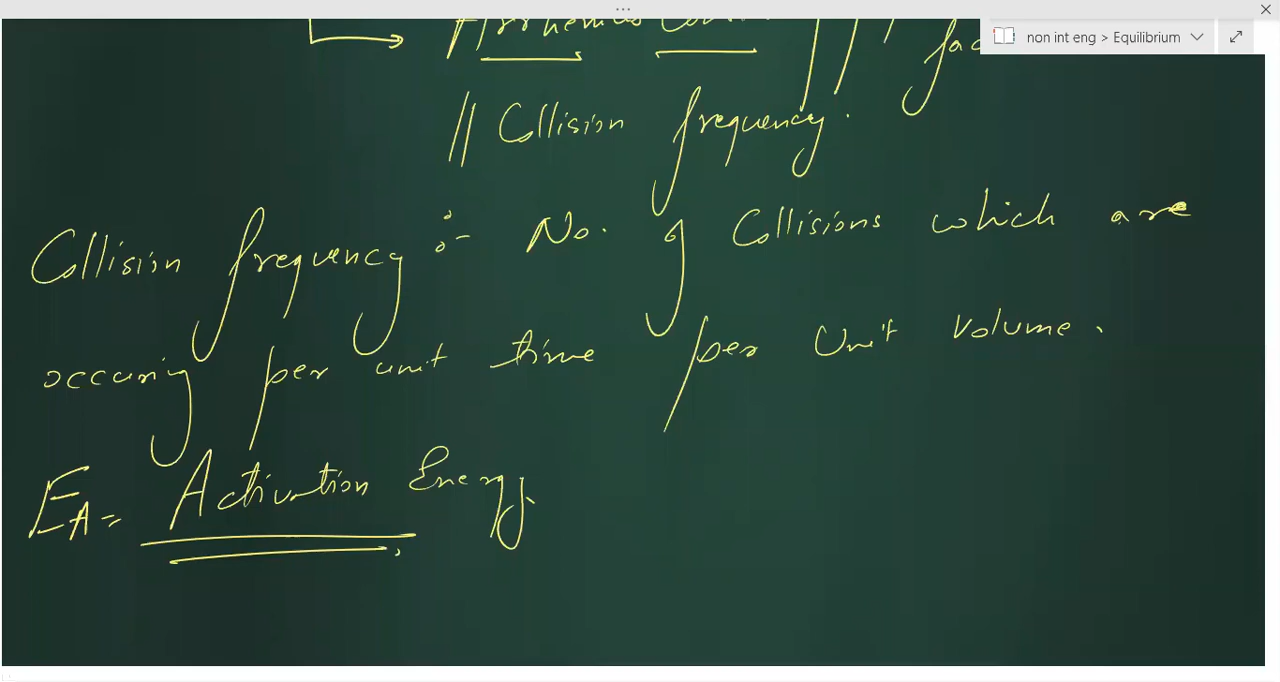 non int eng > Equilibrium
// Collision frequency.
Collision frequency :- No. of Collisions which are
occuring per unit time per Unit volume.
EA = Activation Energy